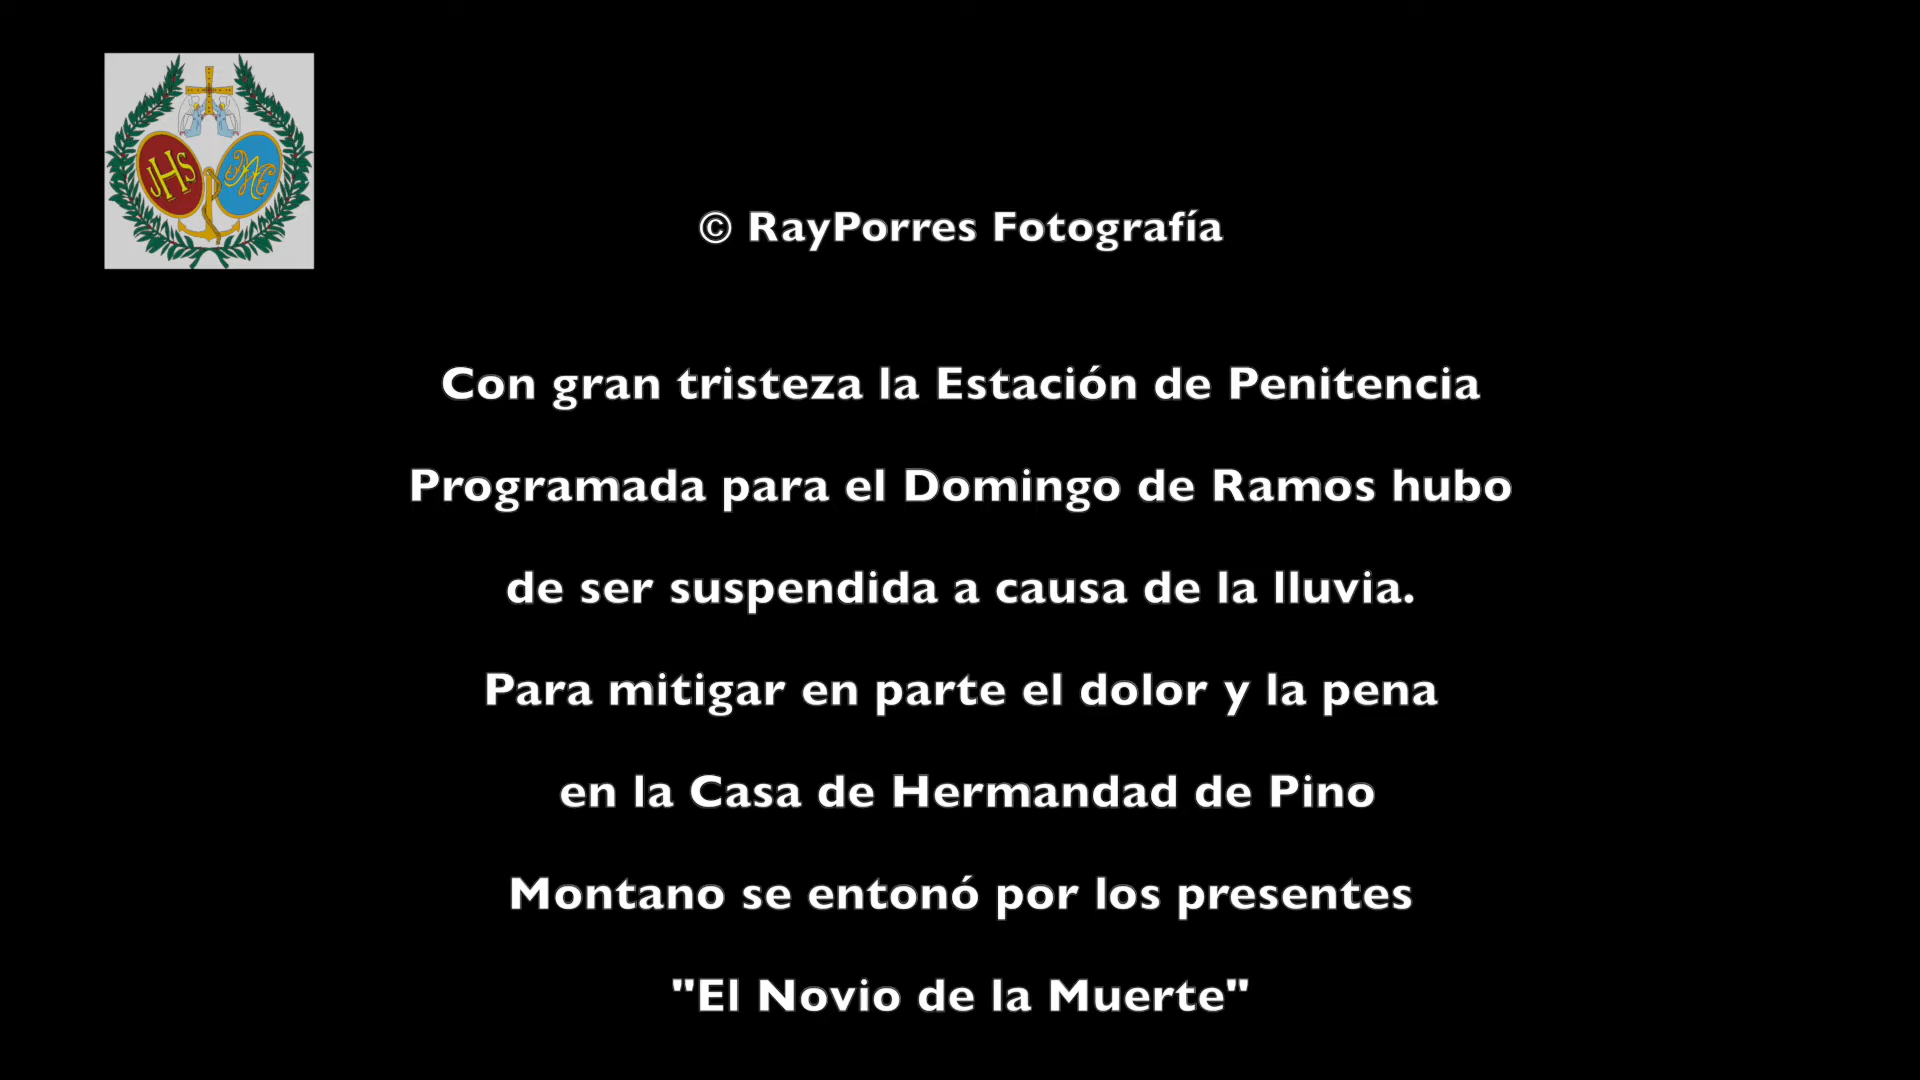 JHS
© RayPorres Fotografía
Con gran tristeza la Estación de Penitencia
Programada para el Domingo de Ramos hubo
de ser suspendida a causa de la lluvia.
Para mitigar en parte el dolor y la pena
en la Casa de Hermandad de Pino
Montano se entonó por los presentes
"El Novio de la Muerte"